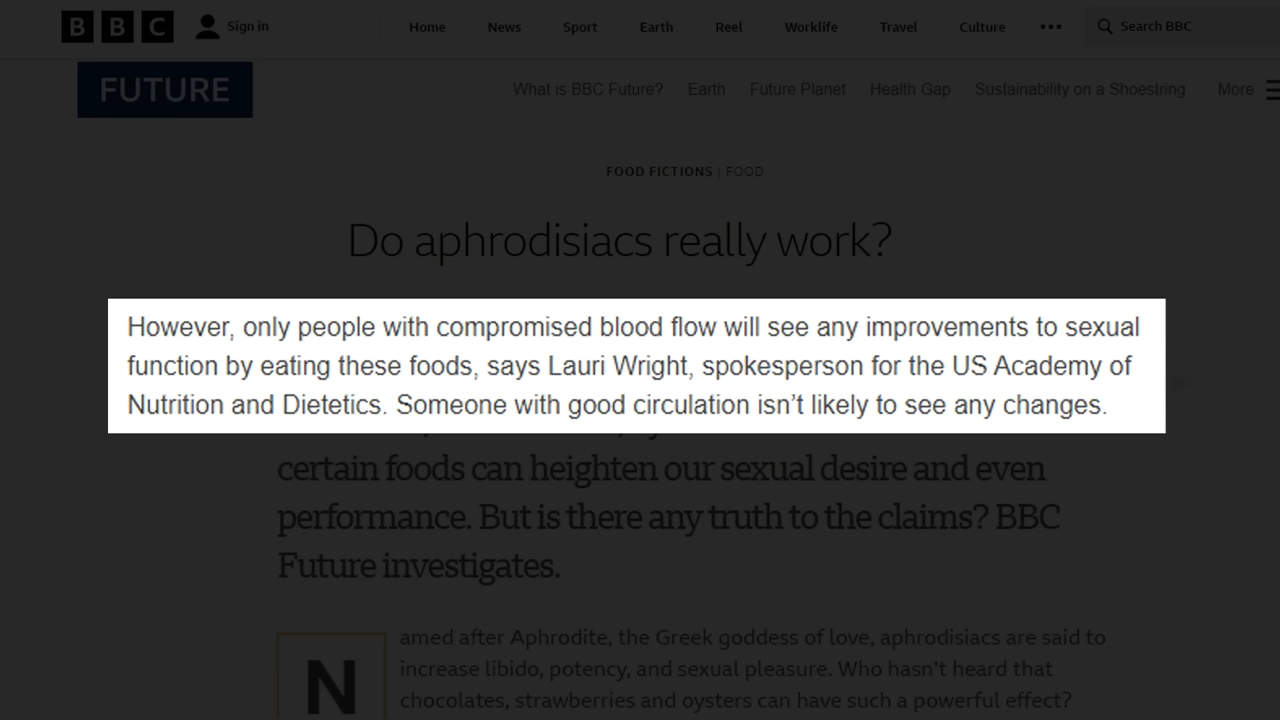 BBC Sign in Home News Sport Earth Reel Worklife Travel Culture Search BBC
FUTURE What is BBC Future? Earth Future Planet Health Gap Sustainability on a Shoestring More
FOOD FICTIONS | FOOD
Do aphrodisiacs really work?
However, only people with compromised blood flow will see any improvements to sexual
function by eating these foods, says Lauri Wright, spokesperson for the US Academy of
Nutrition and Dietetics. Someone with good circulation isn't likely to see any changes.
certain foods can heighten our sexual desire and even
performance. But is there any truth to the claims? BBC
Future investigates.
Named after Aphrodite, the Greek goddess of love, aphrodisiacs are said to
increase libido, potency, and sexual pleasure. Who hasn't heard that
chocolates, strawberries and oysters can have such a powerful effect?